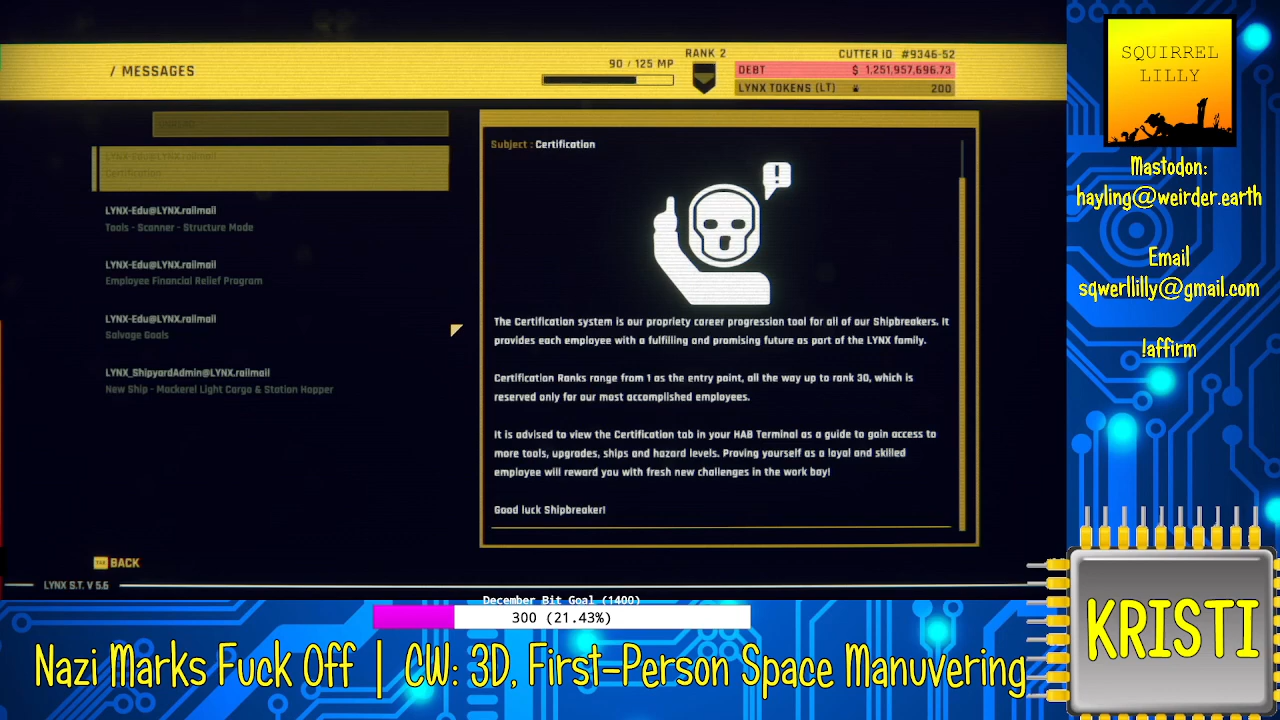 / MESSAGES
90 / 125 MP
RANK 2
CUTTER ID #9346-52
DEBT $ 1,251,957,696.73
LYNX TOKENS (LT) 200
LYNX-Edu@LYNX.railmail
Certification
LYNX-Edu@LYNX.railmail
Tools - Scanner - Structure Mode
LYNX-Edu@LYNX.railmail
Employee Financial Relief Program
LYNX-Edu@LYNX.railmail
Salvage Goals
LYNX_ShipyardAdmin@LYNX.railmail
New Ship - Mackerel Light Cargo & Station Hopper
Subject : Certification
!
The Certification system is our propriety career progression tool for all of our Shipbreakers. It
provides each employee with a fulfilling and promising future as part of the LYNX family.
Certification Ranks range from 1 as the entry point, all the way up to rank 30, which is
reserved only for our most accomplished employees.
It is advised to view the Certification tab in your HAB Terminal as a guide to gain access to
more tools, upgrades, ships and hazard levels. Proving yourself as a loyal and skilled
employee will reward you with fresh new challenges in the work bay!
Good luck Shipbreaker!
BACK
LYNX S.T. V 5.6
SQUIRREL
LILLY
Mastodon:
hayling@weirder.earth
Email
sqwerllilly@gmail.com
!affirm
KRISTI
December Bit Goal (1400)
300 (21.43%)
Nazi Marks Fuck Off | CW: 3D, First-Person Space Manuvering